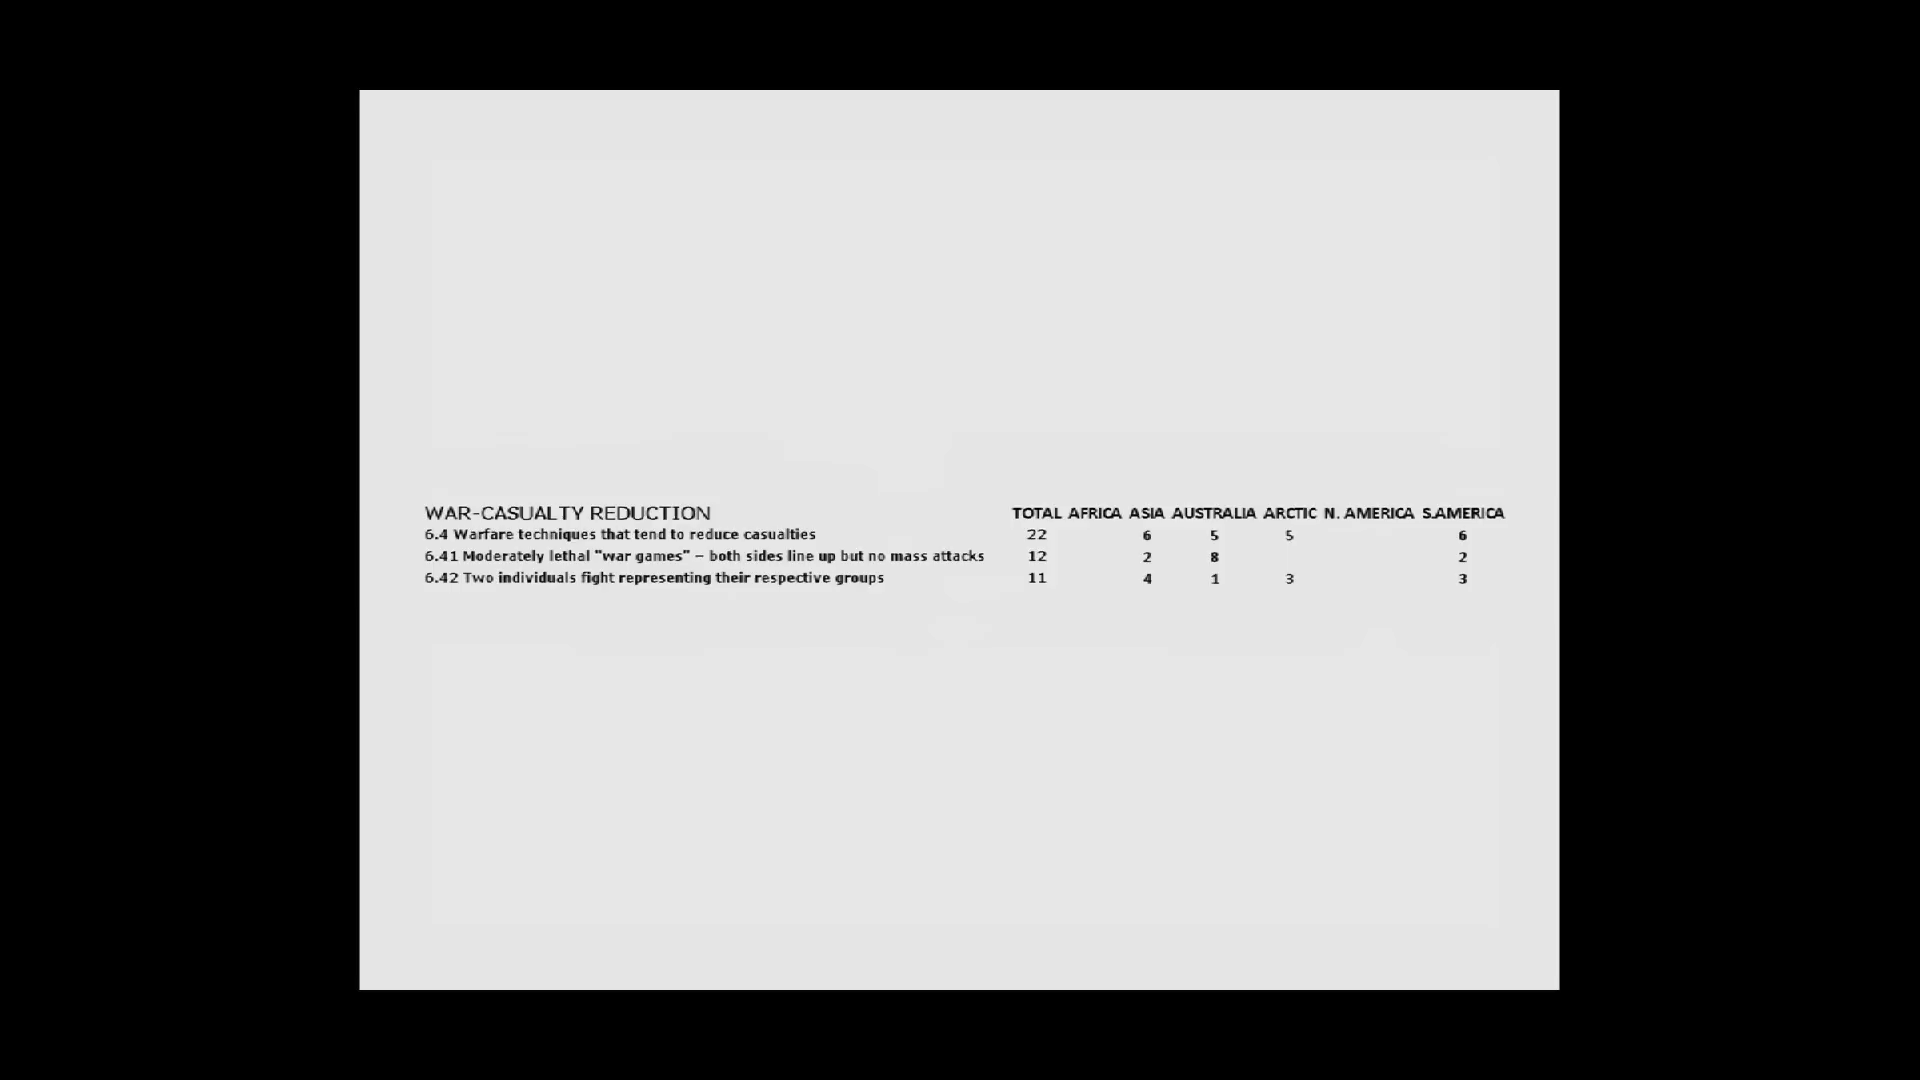 WAR-CASUALTY REDUCTION TOTAL AFRICA ASIA AUSTRALIA ARCTIC N. AMERICA S.AMERICA
6.4 Warfare techniques that tend to reduce casualties 22 6 5 5 6
6.41 Moderately lethal "war games" – both sides line up but no mass attacks 12 2 8 2
6.42 Two individuals fight representing their respective groups 11 4 1 3 3